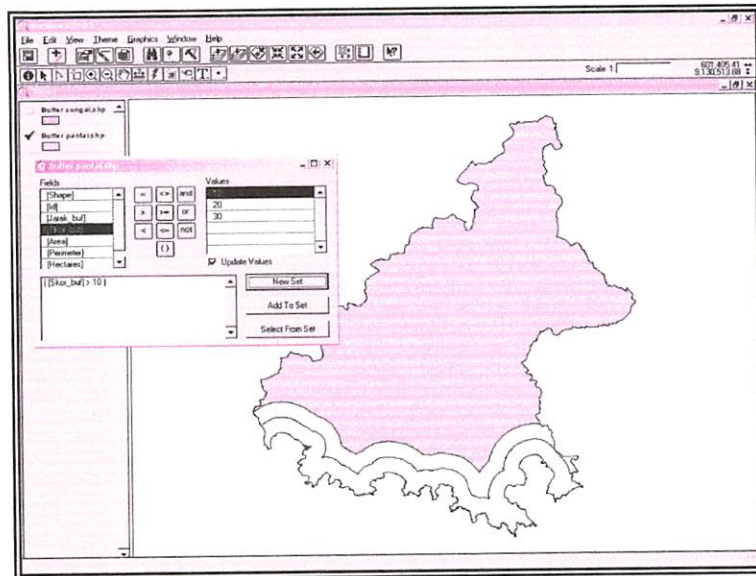 File Edit View Theme Graphics Window Help
Scale 1:
601,405.41
9,130,513.88
Buffer sungai.shp
Buffer pantai.shp
Buffer pantai.shp
Fields
[Shape]
[Id]
[Jarak_buf]
[Skor_buf]
[Area]
[Perimeter]
[Hectares]
= <> and
> >= or
< <= not
( )
Values
20
30
Update Values
( [Skor_buf] > 10 )
New Set
Add To Set
Select From Set